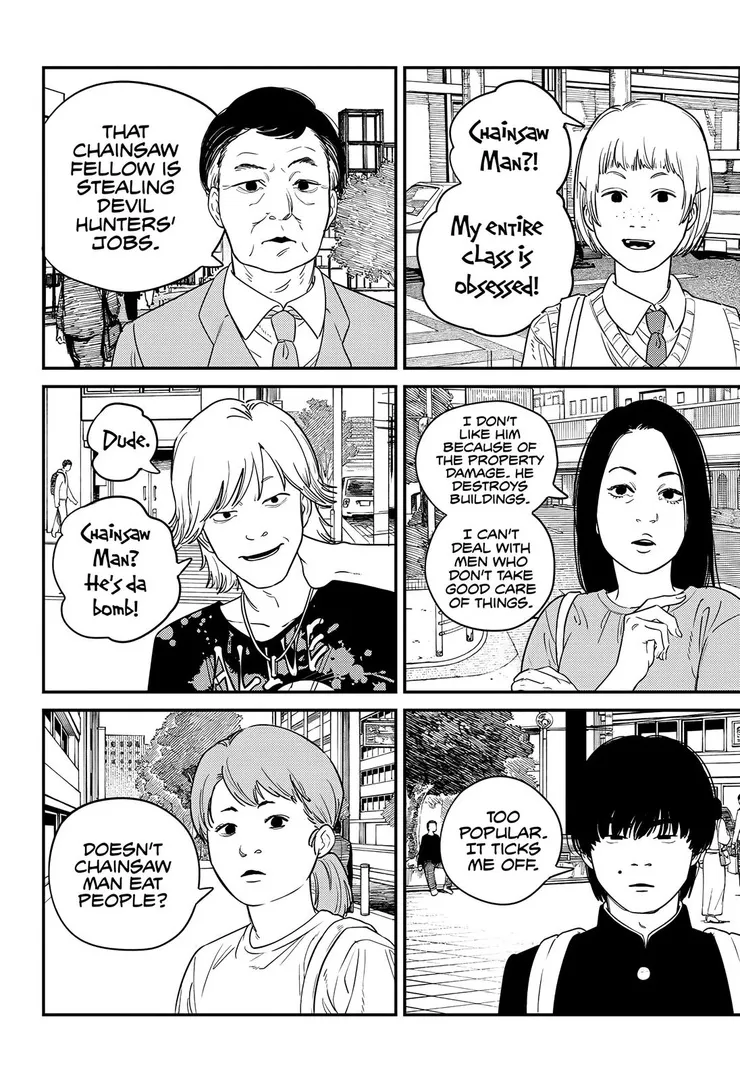 Chainsaw
Man?!
My entire
class is
obsessed!
THAT
CHAINSAW
FELLOW IS
STEALING
DEVIL
HUNTERS'
JOBS.
I DON'T
LIKE HIM
BECAUSE OF
THE PROPERTY
DAMAGE. HE
DESTROYS
BUILDINGS.
I CAN'T
DEAL WITH
MEN WHO
DON'T TAKE
GOOD CARE
OF THINGS.
Dude.
Chainsaw
Man?
He's da
bomb!
TOO
POPULAR.
IT TICKS
ME OFF.
DOESN'T
CHAINSAW
MAN EAT
PEOPLE?